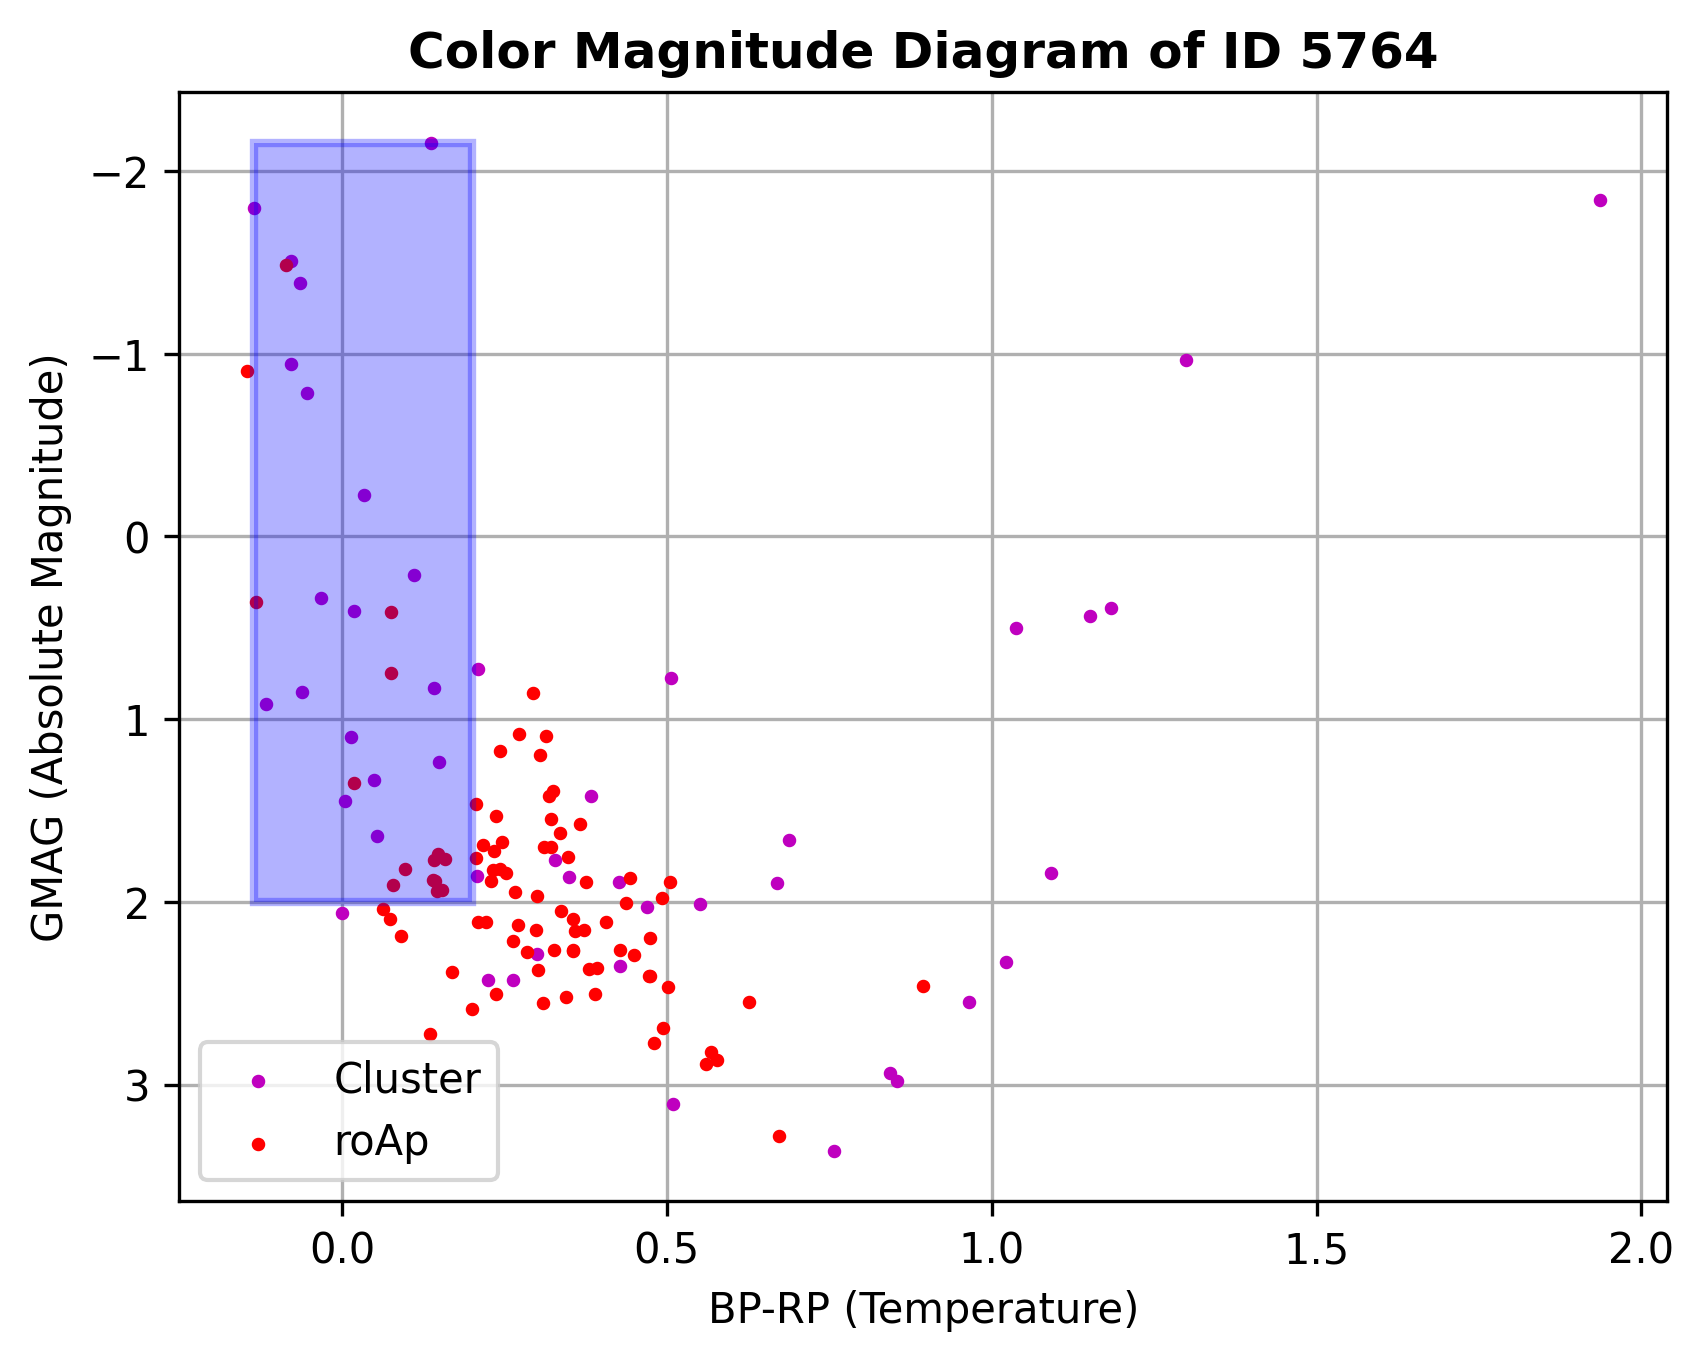 Color Magnitude Diagram of ID 5764
−2
−1
0
1
2
3
GMAG (Absolute Magnitude)
Cluster
roAp
0.0 0.5 1.0 1.5 2.0
BP-RP (Temperature)